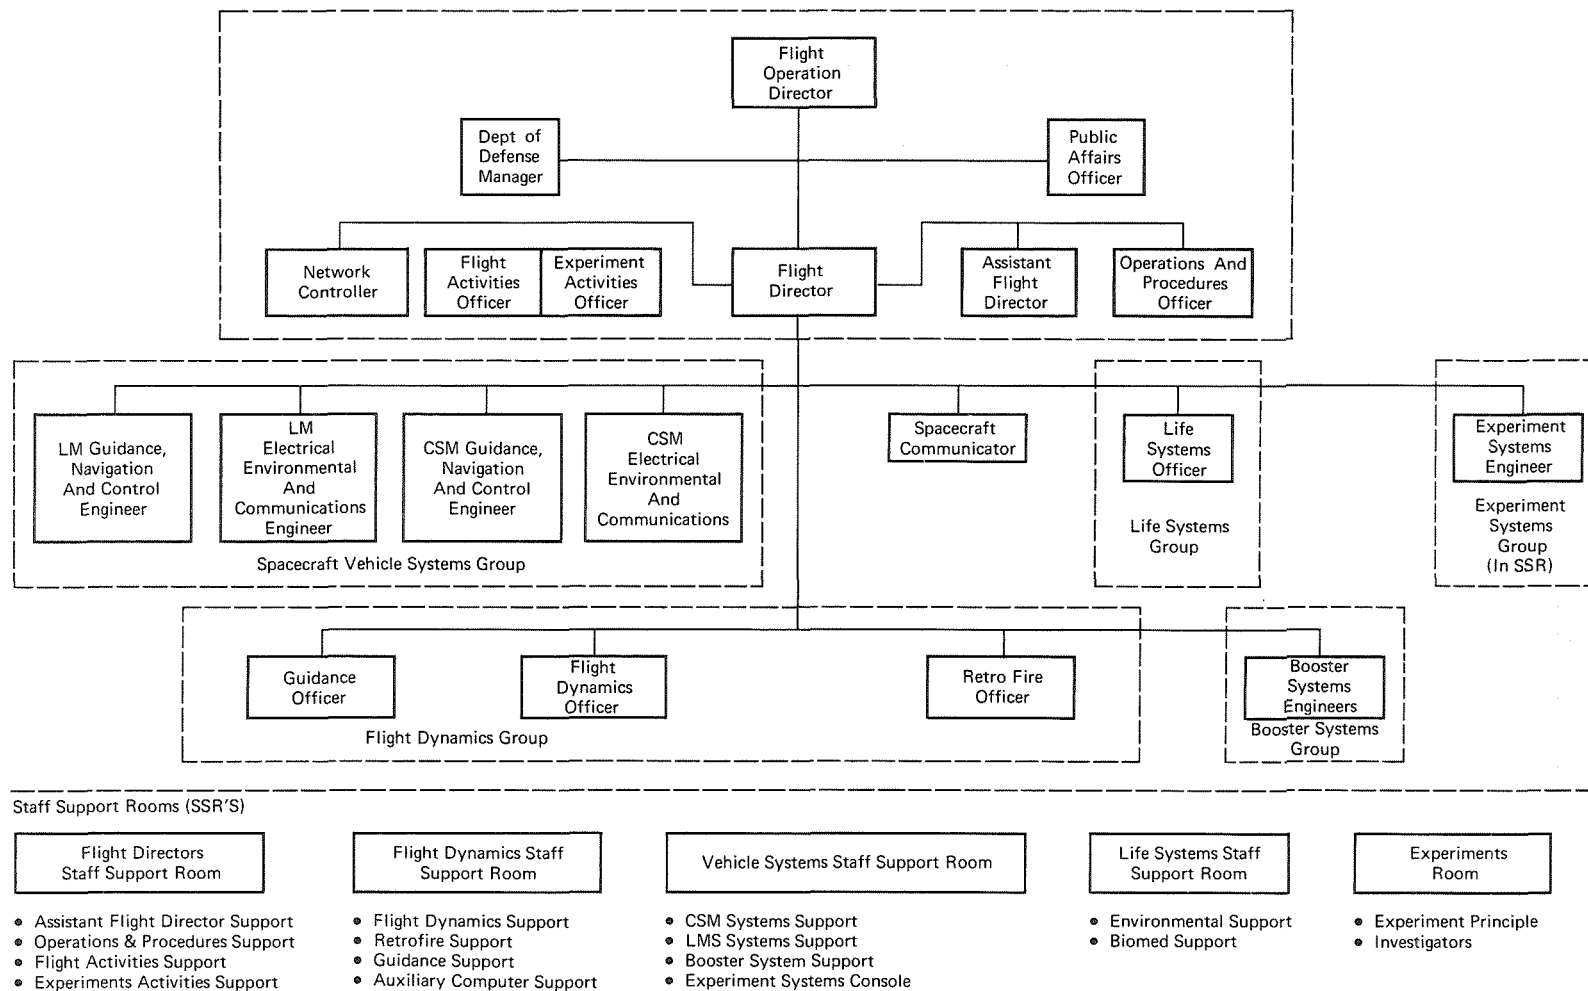 Flight
Operation
Director
Dept of
Defense
Manager
Public
Affairs
Officer
Network
Controller
Flight
Activities
Officer
Experiment
Activities
Officer
Flight
Director
Assistant
Flight
Director
Operations And
Procedures
Officer
LM Guidance,
Navigation
And Control
Engineer
LM
Electrical
Environmental
And
Communications
Engineer
CSM Guidance,
Navigation
And Control
Engineer
CSM
Electrical
Environmental
And
Communications
Spacecraft Vehicle Systems Group
Spacecraft
Communicator
Life
Systems
Officer
Life Systems
Group
Experiment
Systems
Engineer
Experiment
Systems
Group
(In SSR)
Guidance
Officer
Flight
Dynamics
Officer
Retro Fire
Officer
Flight Dynamics Group
Booster
Systems
Engineers
Booster Systems
Group
Staff Support Rooms (SSR'S)
Flight Directors
Staff Support Room
• Assistant Flight Director Support
• Operations & Procedures Support
• Flight Activities Support
• Experiments Activities Support
Flight Dynamics Staff
Support Room
• Flight Dynamics Support
• Retrofire Support
• Guidance Support
• Auxiliary Computer Support
Vehicle Systems Staff Support Room
• CSM Systems Support
• LMS Systems Support
• Booster System Support
• Experiment Systems Console
Life Systems Staff
Support Room
• Environmental Support
• Biomed Support
Experiments
Room
• Experiment Principle
• Investigators